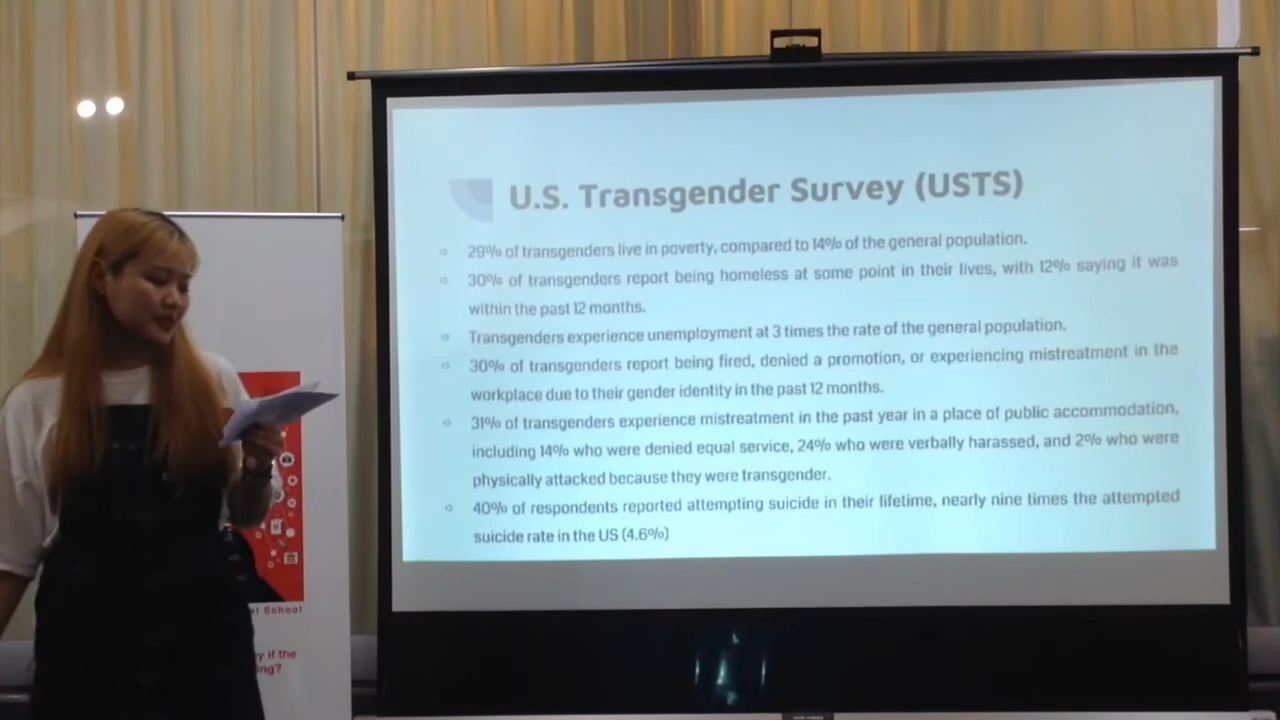 U.S. Transgender Survey (USTS)
29% of transgenders live in poverty, compared to 14% of the general population.
30% of transgenders report being homeless at some point in their lives, with 12% saying it was
within the past 12 months.
Transgenders experience unemployment at 3 times the rate of the general population.
30% of transgenders report being fired, denied a promotion, or experiencing mistreatment in the
workplace due to their gender identity in the past 12 months.
31% of transgenders experience mistreatment in the past year in a place of public accommodation,
including 14% who were denied equal service, 24% who were verbally harassed, and 2% who were
physically attacked because they were transgender.
40% of respondents reported attempting suicide in their lifetime, nearly nine times the attempted
suicide rate in the US (4.6%)
School
if the